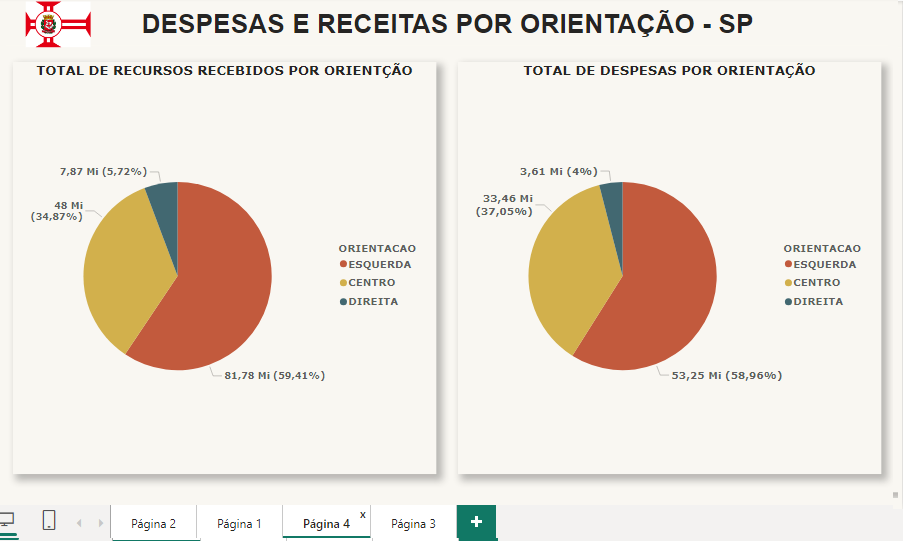 DESPESAS E RECEITAS POR ORIENTAÇÃO - SP
TOTAL DE RECURSOS RECEBIDOS POR ORIENTÇÃO
7,87 Mi (5,72%)
48 Mi
(34,87%)
81,78 Mi (59,41%)
ORIENTACAO
ESQUERDA
CENTRO
DIREITA
TOTAL DE DESPESAS POR ORIENTAÇÃO
3,61 Mi (4%)
33,46 Mi
(37,05%)
53,25 Mi (58,96%)
ORIENTACAO
ESQUERDA
CENTRO
DIREITA
Página 2
Página 1
Página 4
x
Página 3
+